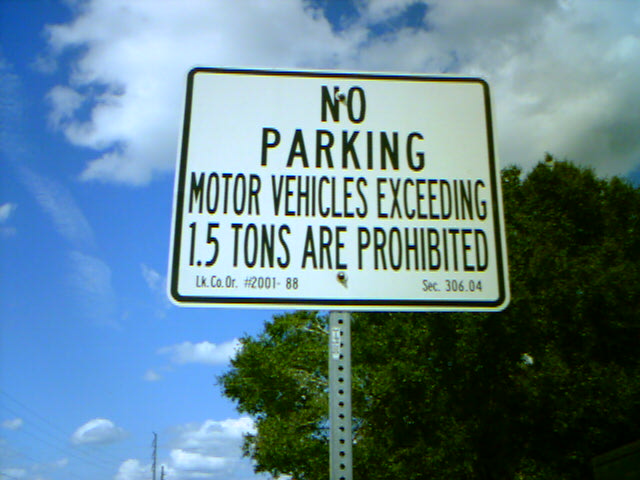 NO
PARKING
MOTOR VEHICLES EXCEEDING
1.5 TONS ARE PROHIBITED
Lk.Co.Or. #2001-88 Sec. 306.04